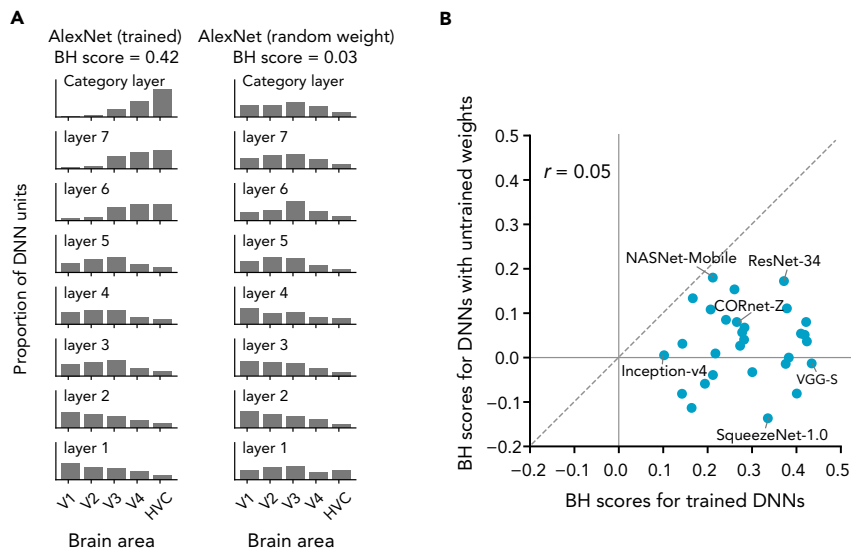 A
AlexNet (trained)
BH score = 0.42
AlexNet (random weight)
BH score = 0.03
Proportion of DNN units
Category layer
layer 7
layer 6
layer 5
layer 4
layer 3
layer 2
layer 1
V1
V2
V3
V4
HVC
Brain area
Category layer
layer 7
layer 6
layer 5
layer 4
layer 3
layer 2
layer 1
V1
V2
V3
V4
HVC
Brain area
B
BH scores for DNNs with untrained weights
0.5
0.4
0.3
0.2
0.1
0.0
−0.1
−0.2
r = 0.05
NASNet-Mobile
ResNet-34
CORnet-Z
Inception-v4
VGG-S
SqueezeNet-1.0
−0.2 −0.1 0.0 0.1 0.2 0.3 0.4 0.5
BH scores for trained DNNs